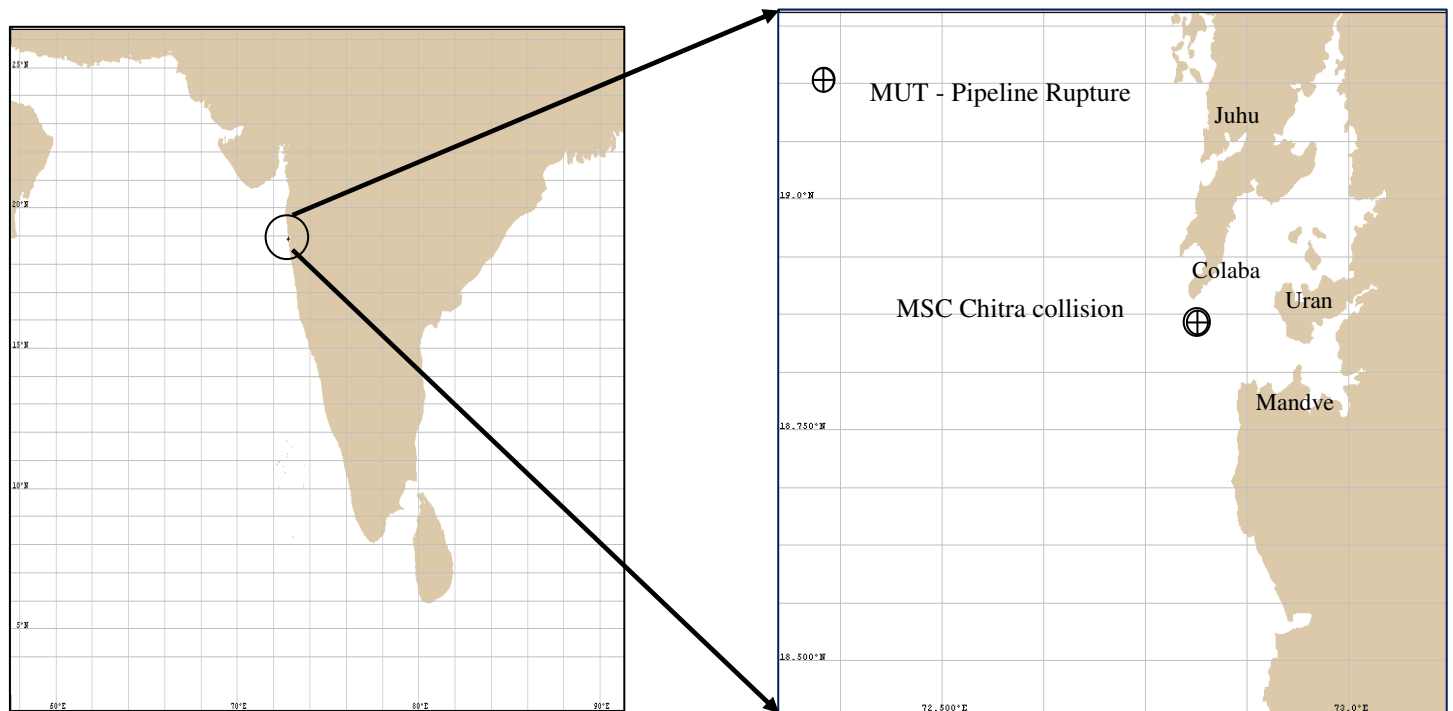 25°N
20°N
15°N
10°N
5°N
60°E
70°E
80°E
90°E
MUT - Pipeline Rupture
Juhu
19.0°N
Colaba
Uran
MSC Chitra collision
Mandve
18.750°N
18.500°N
72.500°E
73.0°E